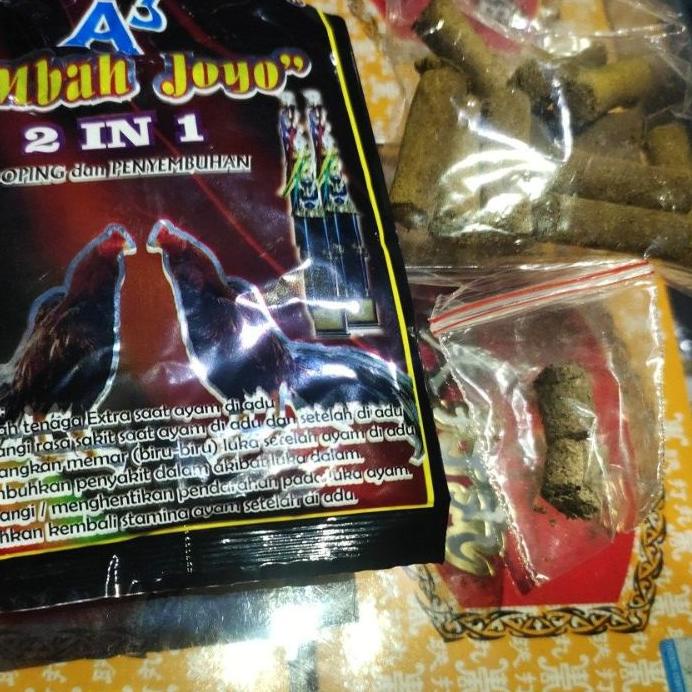 A3
mbah Joyo"
2 IN 1
OPING dan PENYEMBUHAN
ah tenaga Extra saat ayam di adu
angi rasa sakit saat ayam di adu dan setelah di adu
angkan memar (biru-biru) luka setelah ayam di adu
mbuhkan penyakit dalam akibat luka dalam.
angi / menghentikan pendarahan pada luka ayam.
hkan kembali stamina ayam setelah di adu.